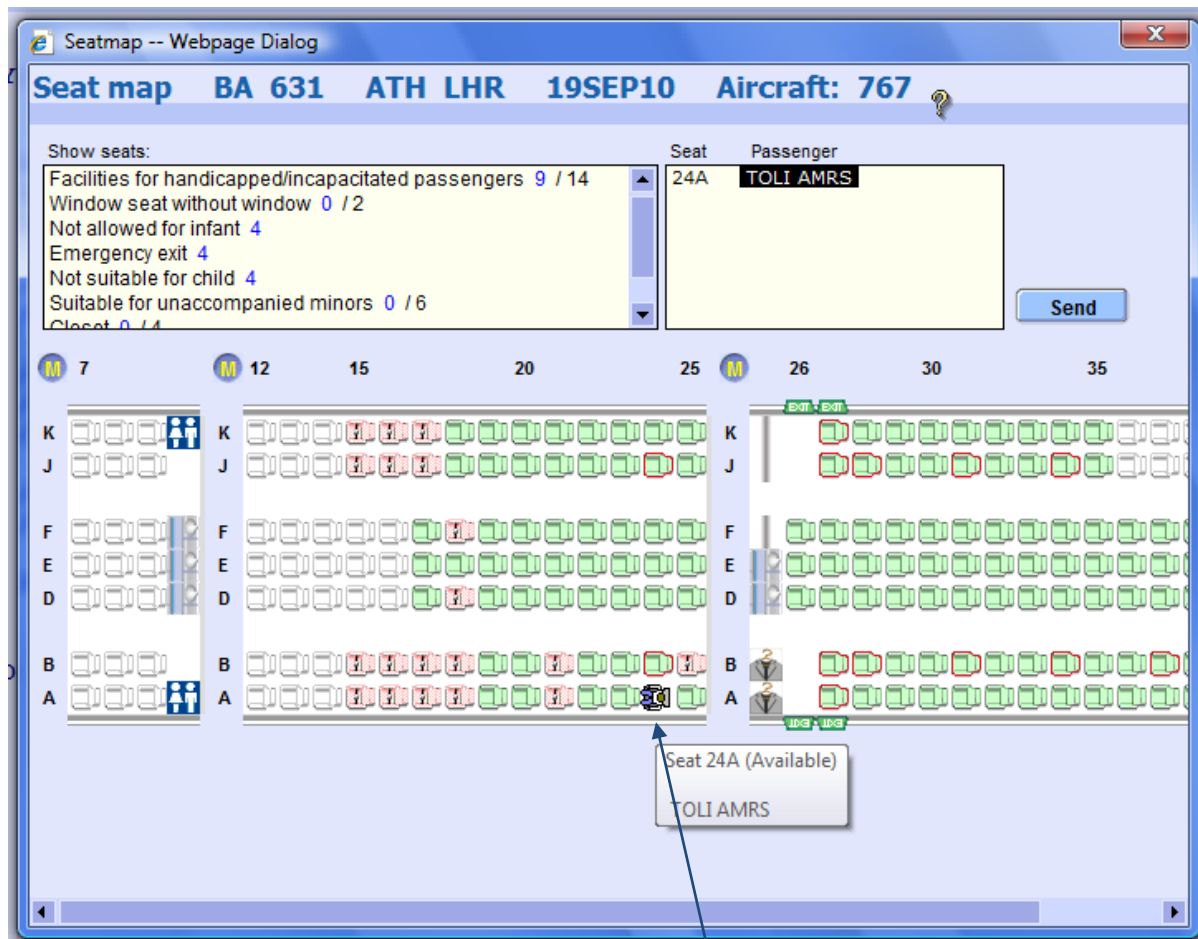 Seatmap -- Webpage Dialog
X
Seat map BA 631 ATH LHR 19SEP10 Aircraft: 767 ?
Show seats:
Seat Passenger
Facilities for handicapped/incapacitated passengers 9 / 14
Window seat without window 0 / 2
Not allowed for infant 4
Emergency exit 4
Not suitable for child 4
Suitable for unaccompanied minors 0 / 6
Closet 0 / 4
24A TOLI AMRS
Send
M 7 M 12 15 20 25 M 26 30 35
EXIT EXIT
K K K
J J J
F F F
E E E
D D D
B B B
A A A
EXIT EXIT
Seat 24A (Available)
TOLI AMRS